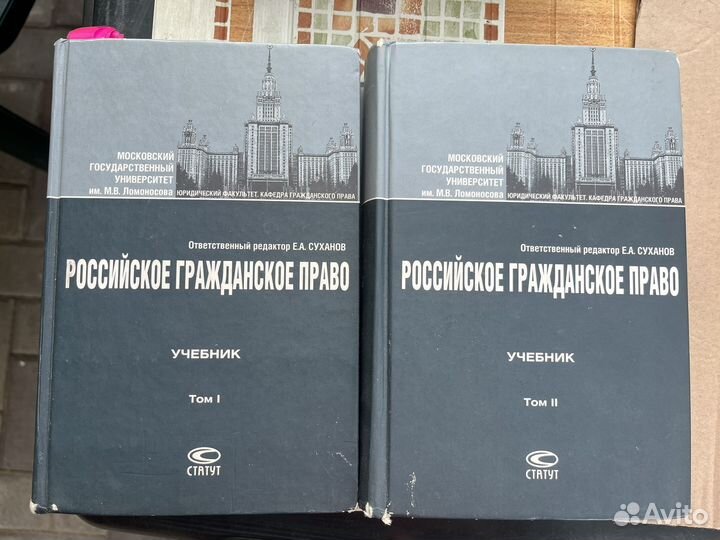 МОСКОВСКИЙ
ГОСУДАРСТВЕННЫЙ
УНИВЕРСИТЕТ
им. М.В. Ломоносова
ЮРИДИЧЕСКИЙ ФАКУЛЬТЕТ. КАФЕДРА ГРАЖДАНСКОГО ПРАВА
Ответственный редактор Е.А. СУХАНОВ
РОССИЙСКОЕ ГРАЖДАНСКОЕ ПРАВО
УЧЕБНИК
Том I
СТАТУТ
МОСКОВСКИЙ
ГОСУДАРСТВЕННЫЙ
УНИВЕРСИТЕТ
им. М.В. Ломоносова
ЮРИДИЧЕСКИЙ ФАКУЛЬТЕТ. КАФЕДРА ГРАЖДАНСКОГО ПРАВА
Ответственный редактор Е.А. СУХАНОВ
РОССИЙСКОЕ ГРАЖДАНСКОЕ ПРАВО
УЧЕБНИК
Том II
СТАТУТ
Avito